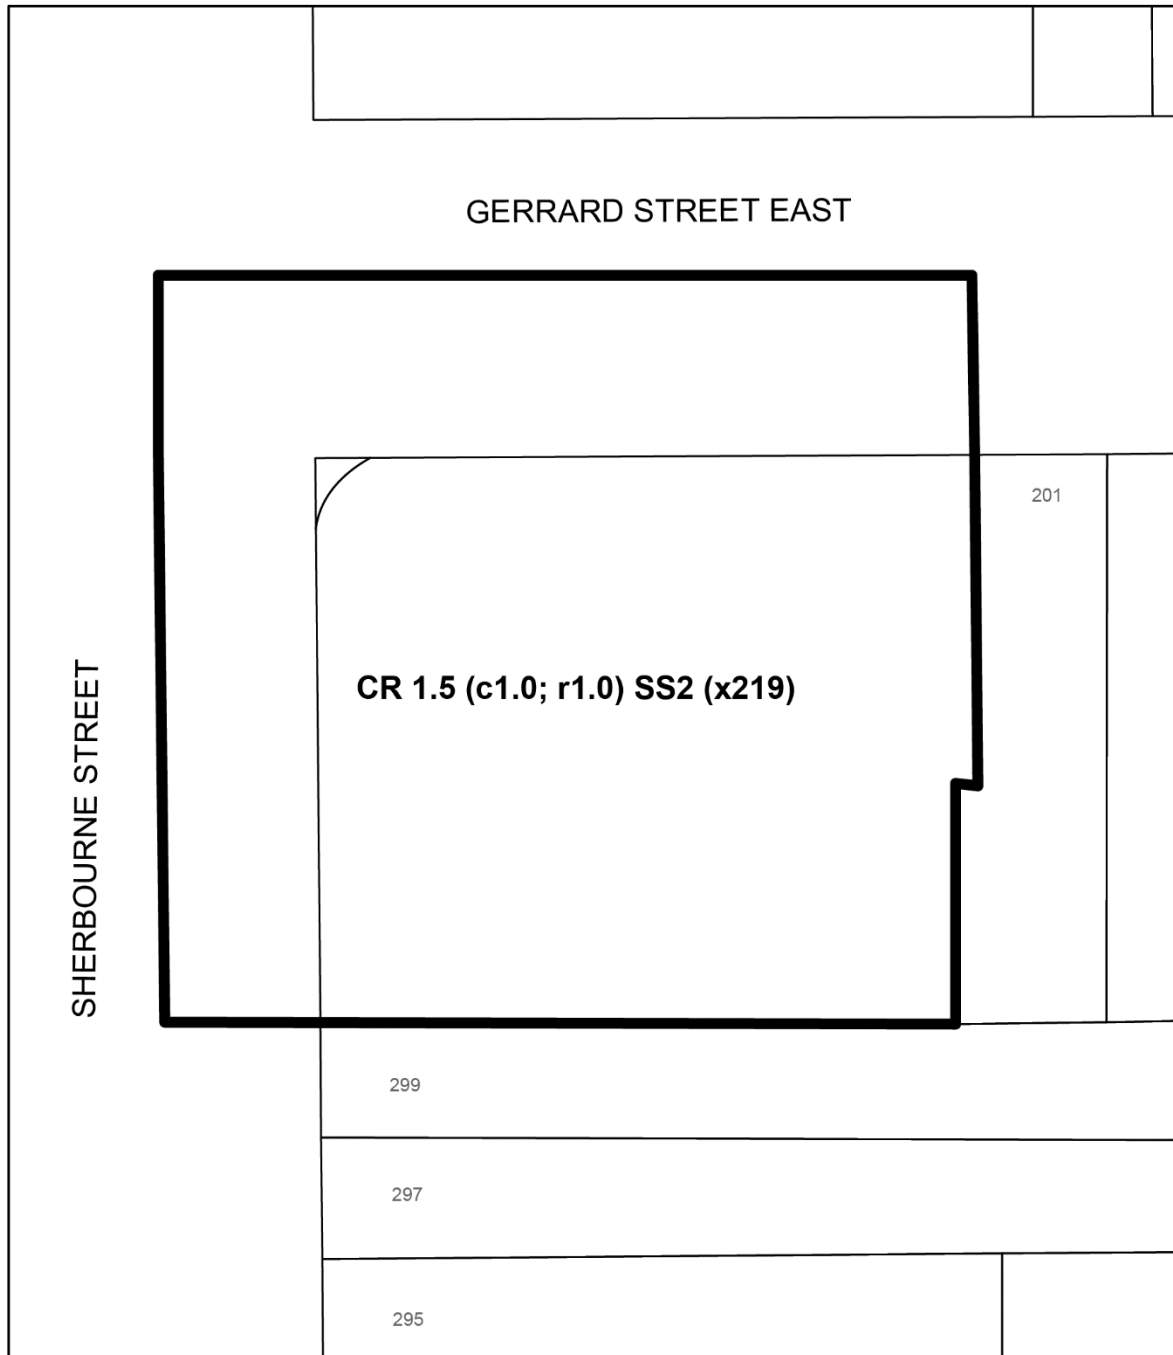 GERRARD STREET EAST
201
CR 1.5 (c1.0; r1.0) SS2 (x219)
SHERBOURNE STREET
299
297
295